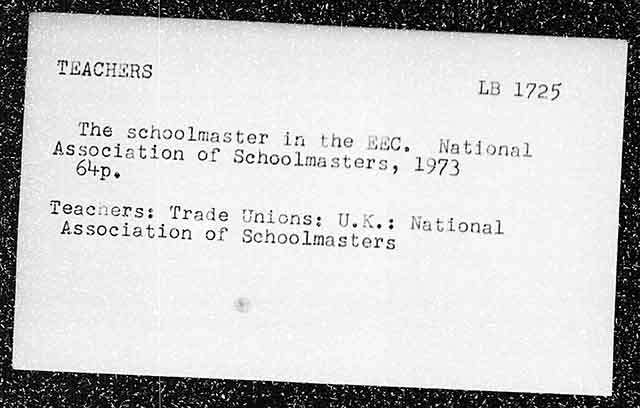 TEACHERS
LB 1725
The schoolmaster in the EEC. National
Association of Schoolmasters, 1973
64p.
Teachers: Trade Unions: U.K.: National
Association of Schoolmasters